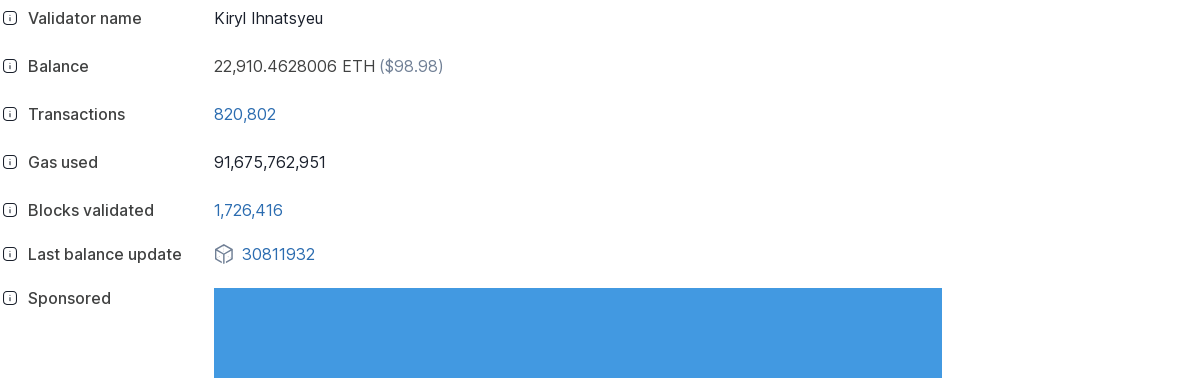 Validator name Kiryl Ihnatsyeu
Balance 22,910.4628006 ETH ($98.98)
Transactions 820,802
Gas used 91,675,762,951
Blocks validated 1,726,416
Last balance update 30811932
Sponsored